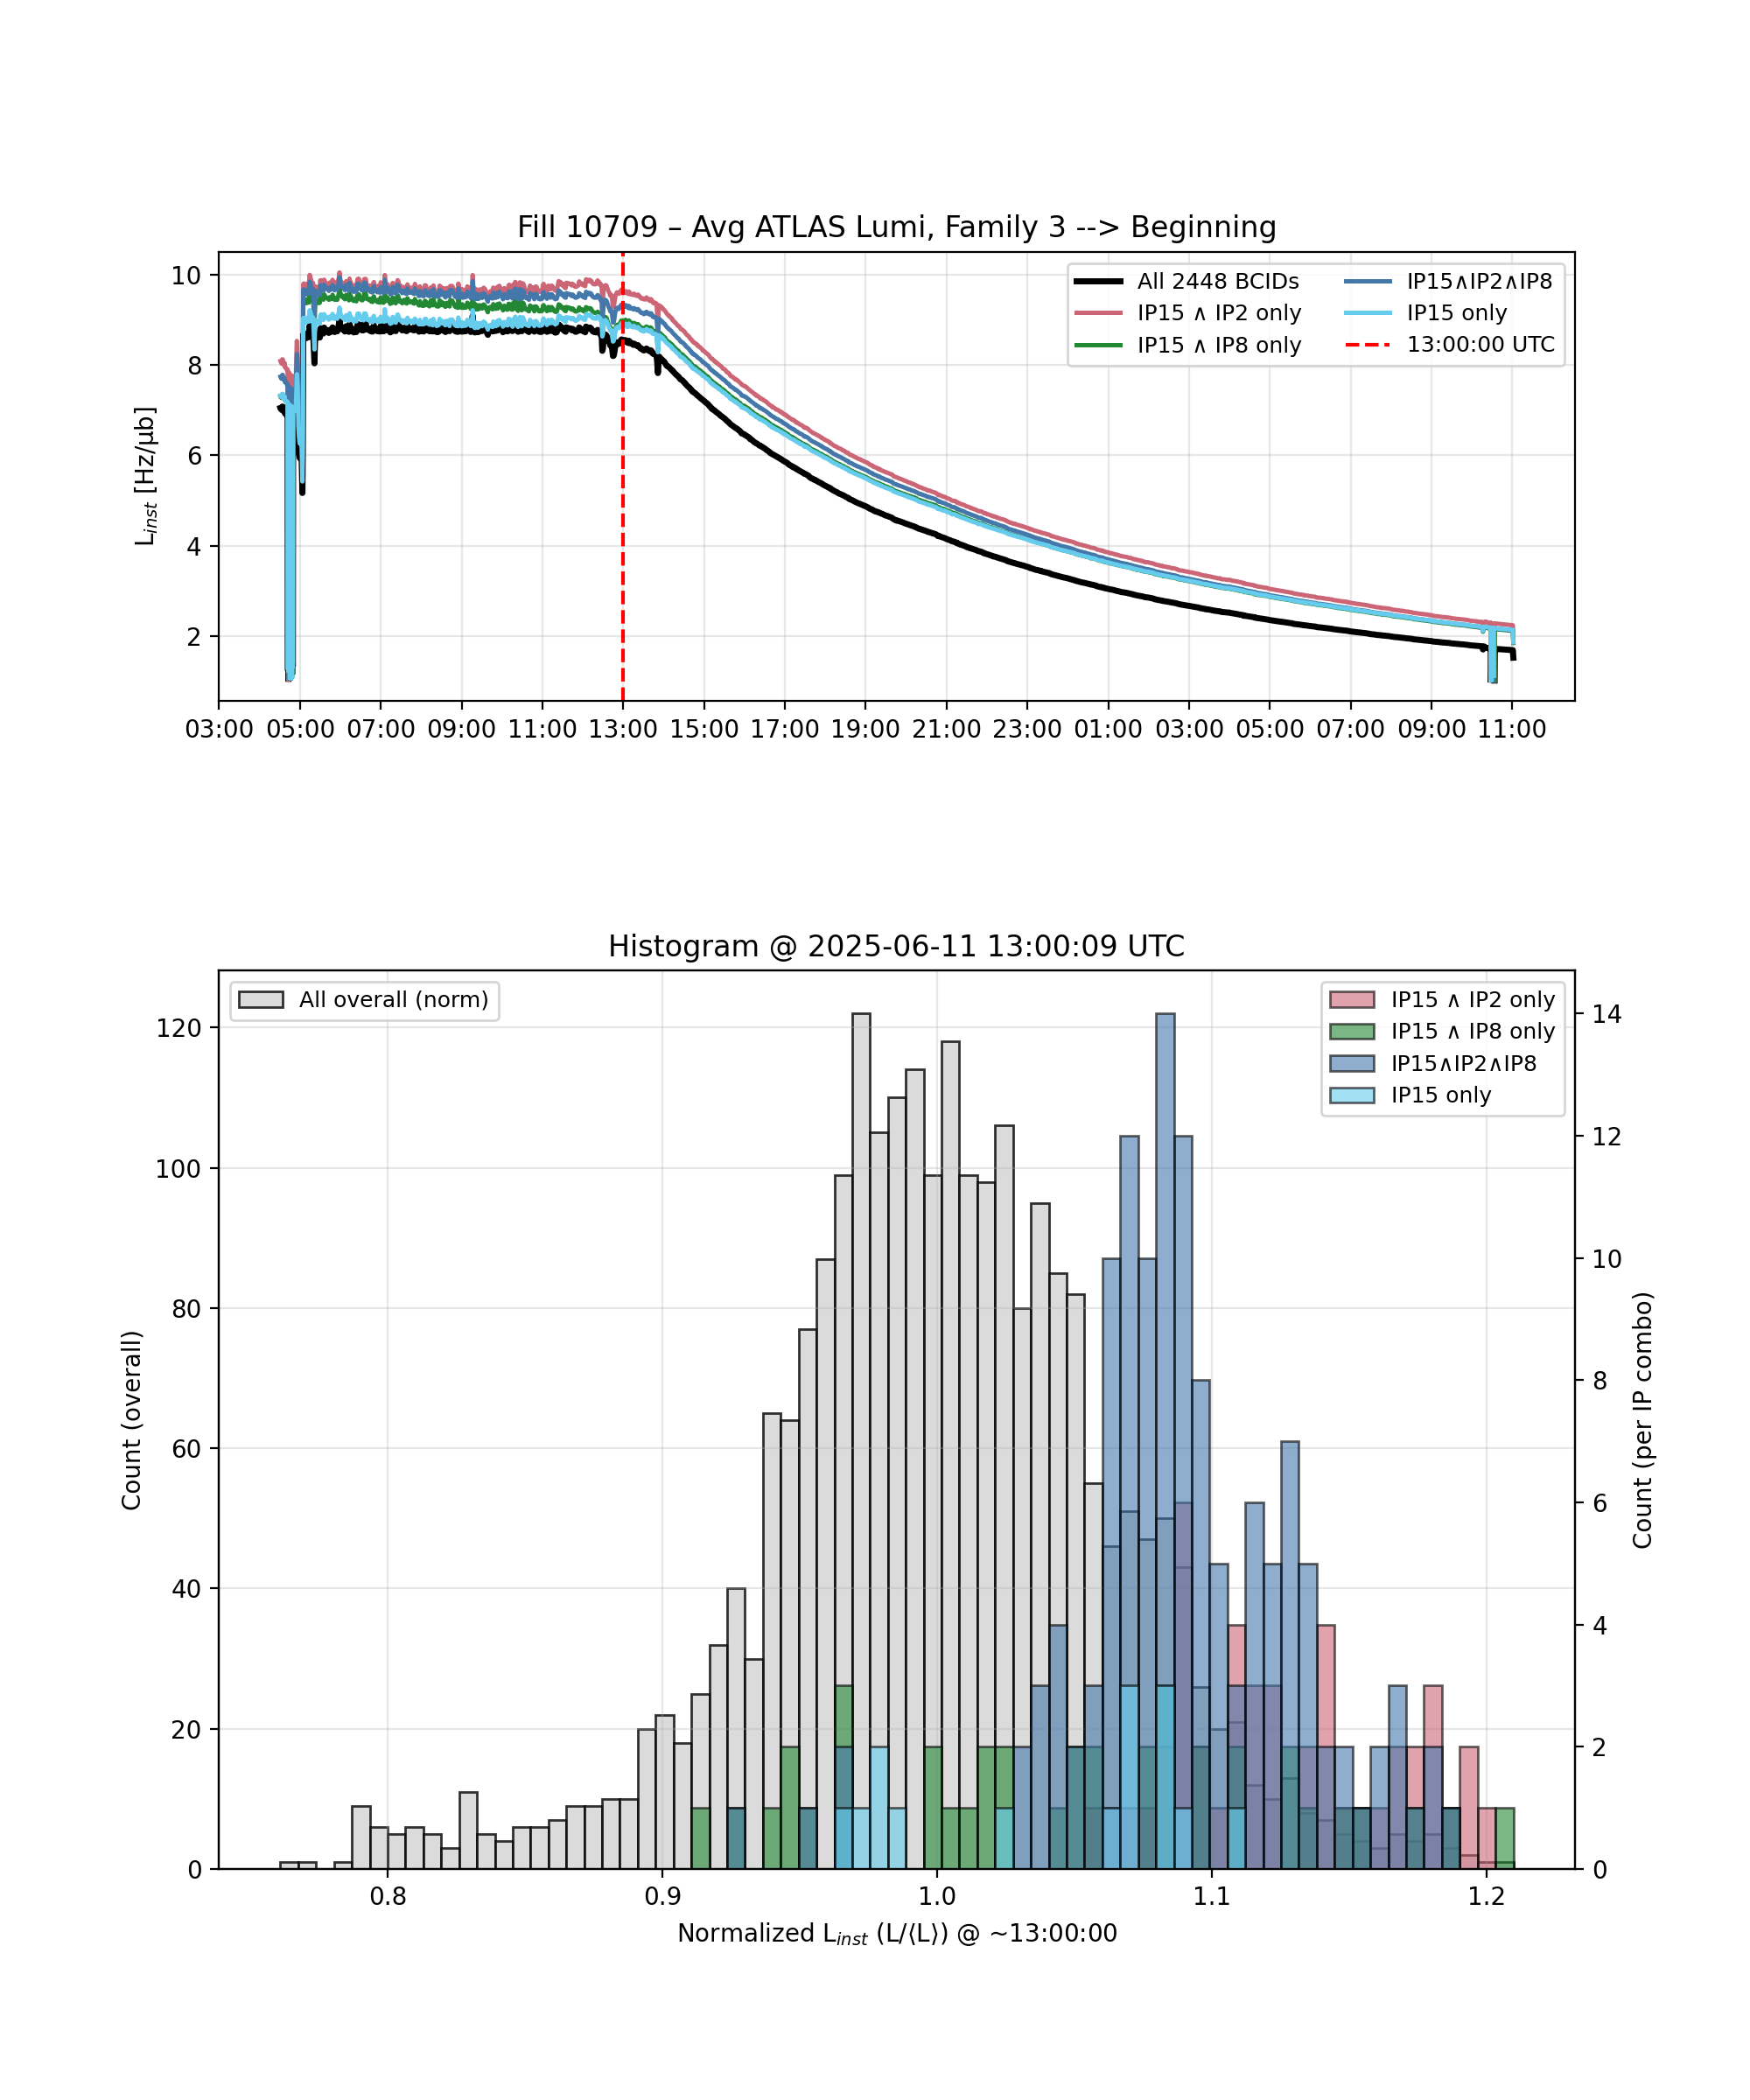 Fill 10709 – Avg ATLAS Lumi, Family 3 --> Beginning
L_inst [Hz/μb]
10
8
6
4
2
All 2448 BCIDs
IP15 ∧ IP2 only
IP15 ∧ IP8 only
IP15∧IP2∧IP8
IP15 only
13:00:00 UTC
03:00 05:00 07:00 09:00 11:00 13:00 15:00 17:00 19:00 21:00 23:00 01:00 03:00 05:00 07:00 09:00 11:00
Histogram @ 2025-06-11 13:00:09 UTC
Count (overall)
120
100
80
60
40
20
0
All overall (norm)
IP15 ∧ IP2 only
IP15 ∧ IP8 only
IP15∧IP2∧IP8
IP15 only
14
12
10
8
6
4
2
0
Count (per IP combo)
0.8 0.9 1.0 1.1 1.2
Normalized L_inst (L/⟨L⟩) @ ~13:00:00